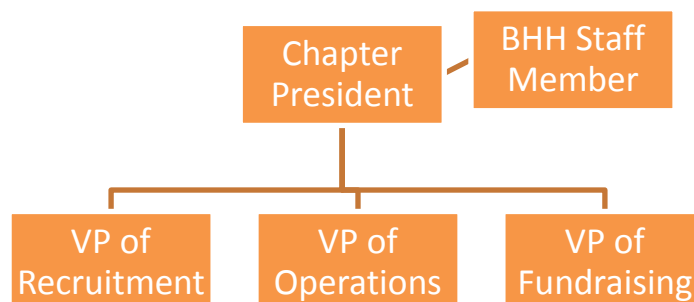 Chapter
President
BHH Staff
Member
VP of
Recruitment
VP of
Operations
VP of
Fundraising